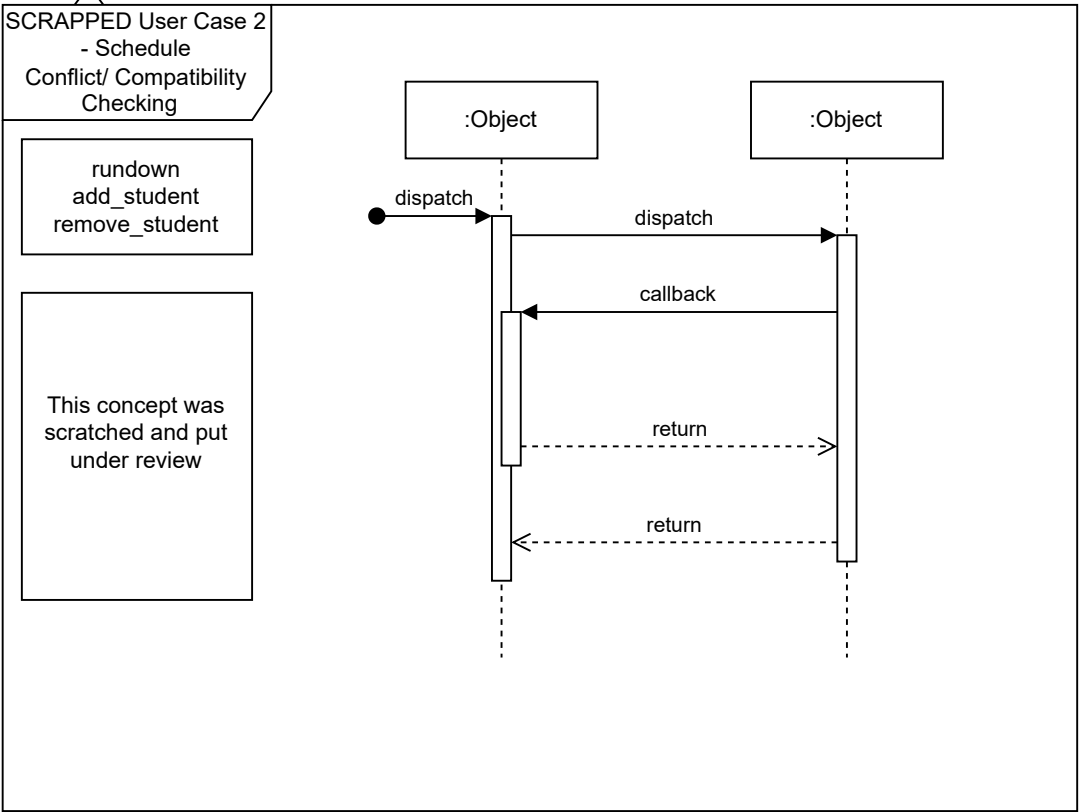 SCRAPPED User Case 2
- Schedule
Conflict/ Compatibility
Checking
:Object
:Object
rundown
add_student
remove_student
dispatch
dispatch
callback
This concept was
scratched and put
under review
return
return